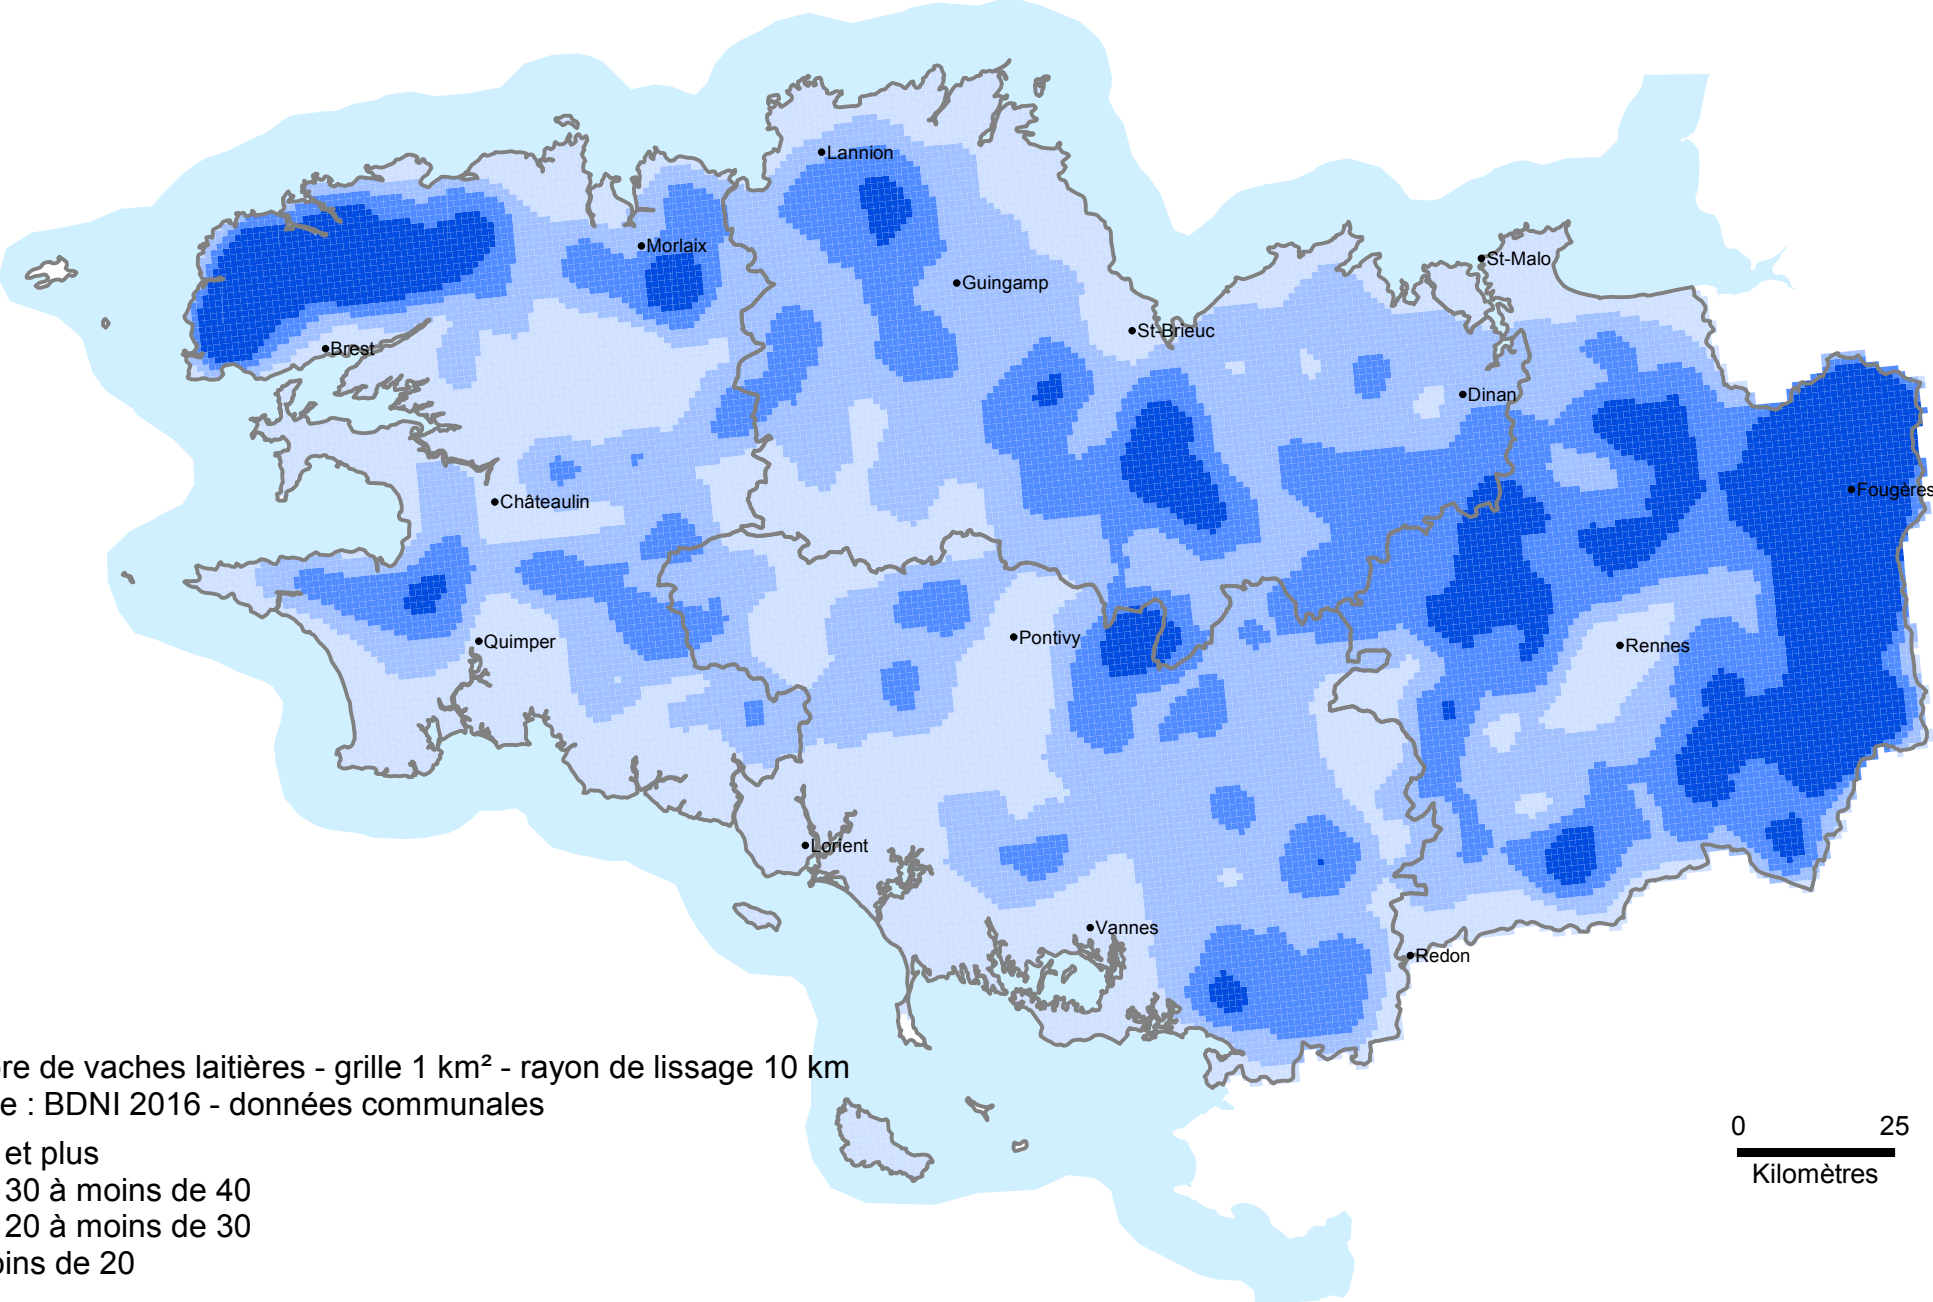 Lannion
Morlaix
St-Malo
Guingamp
St-Brieuc
Brest
Dinan
Fougères
Châteaulin
Pontivy
Quimper
Rennes
Lorient
Vannes
Redon
re de vaches laitières - grille 1 km² - rayon de lissage 10 km
e : BDNI 2016 - données communales
et plus
30 à moins de 40
20 à moins de 30
oins de 20
0 25
Kilomètres